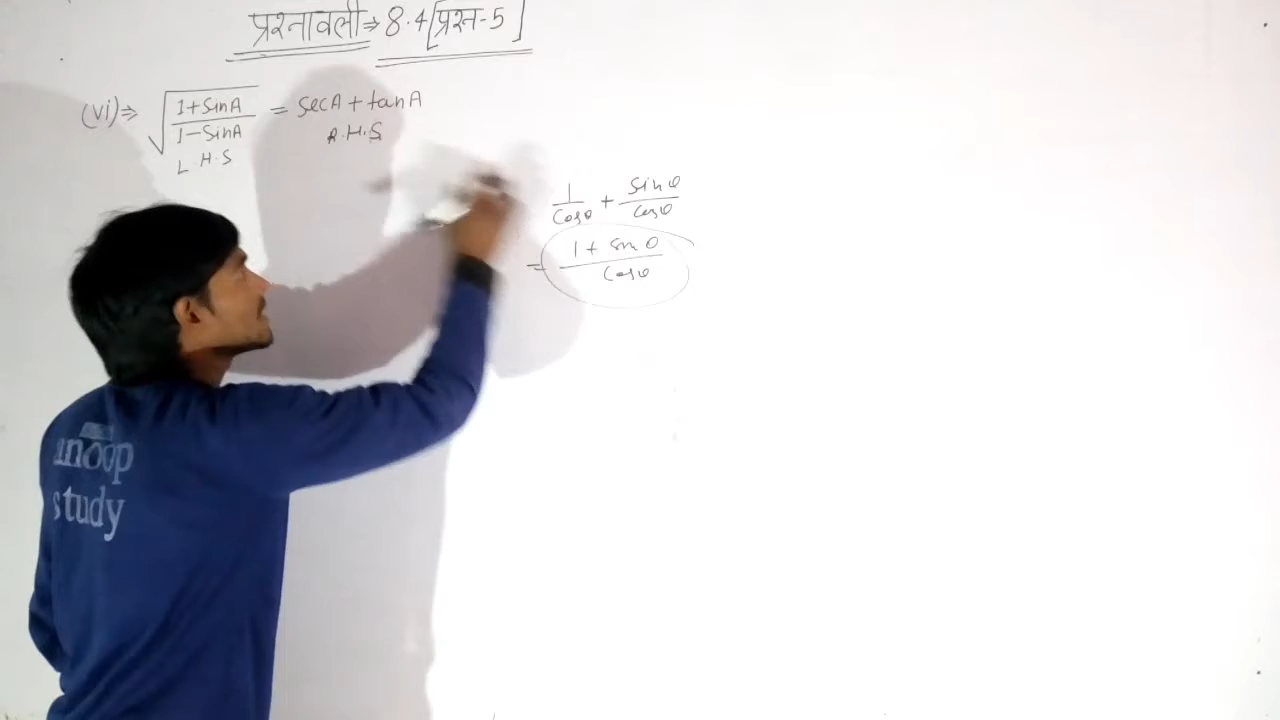 प्रश्नावली⇒ 8.4[प्रश्न-5]
(vi)⇒ √((1+sinA)/(1-SinA)) = secA+tanA
L.H.S R.H.S
1/Cosθ + sinθ/cosθ
= (1+sinθ)/Cosθ
anoop
study